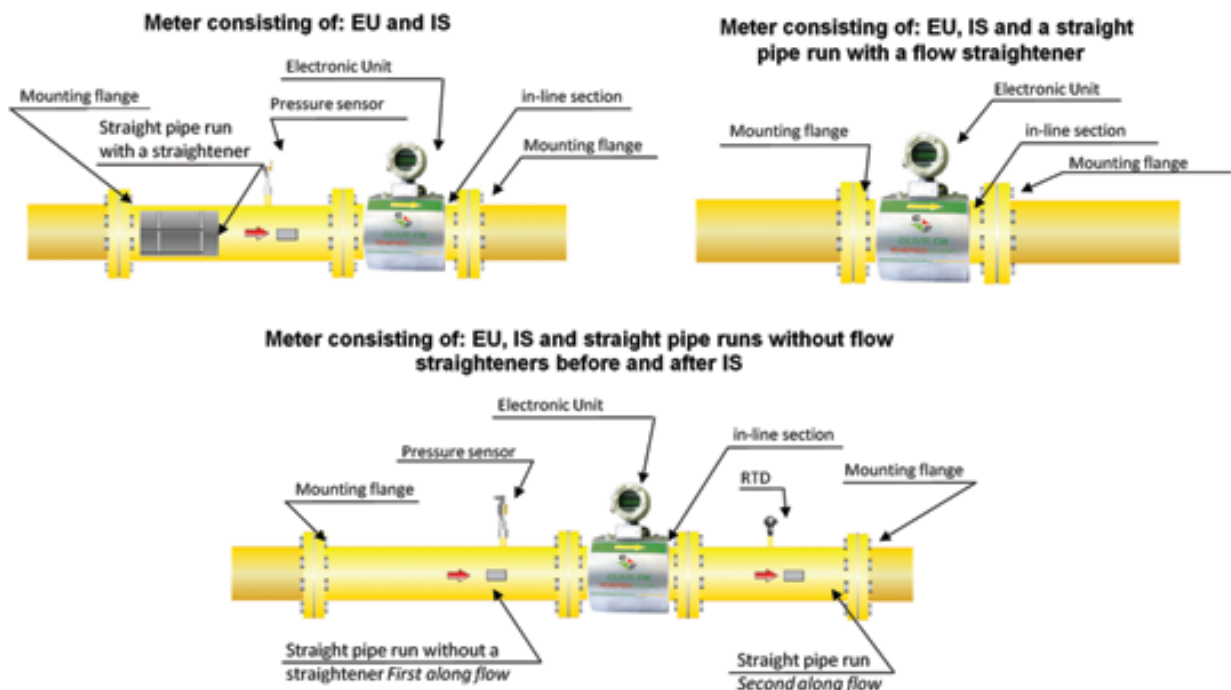 Meter consisting of: EU and IS
Electronic Unit
Mounting flange
Pressure sensor
in-line section
Straight pipe run
with a straightener
Mounting flange
Meter consisting of: EU, IS and a straight
pipe run with a flow straightener
Electronic Unit
Mounting flange
in-line section
Mounting flange
Meter consisting of: EU, IS and straight pipe runs without flow
straighteners before and after IS
Electronic Unit
in-line section
Pressure sensor
Mounting flange
RTD
Mounting flange
Straight pipe run without a
straightener First along flow
Straight pipe run
Second along flow